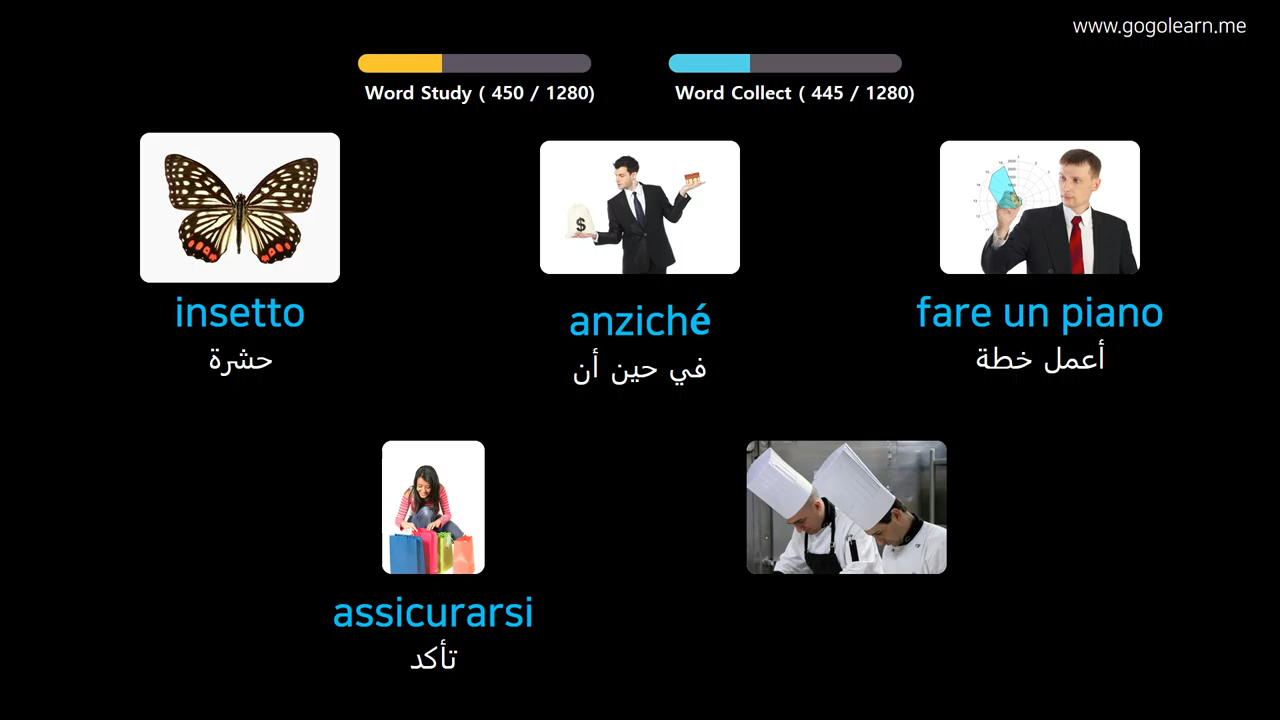 www.gogolearn.me
Word Study ( 450 / 1280)
Word Collect ( 445 / 1280)
$
insetto
حشرة
anziché
في حين أن
fare un piano
أعمل خطة
assicurarsi
تأكد